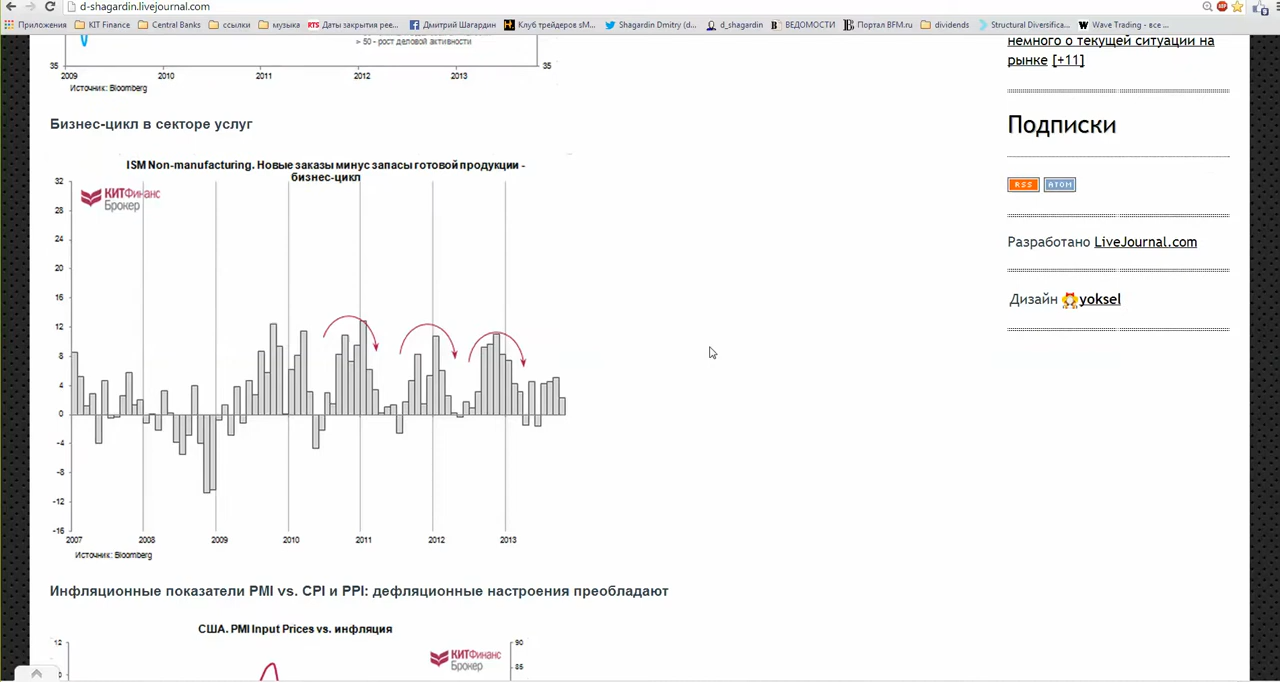 d-shagardin.livejournal.com
Приложения KIT Finance Central Banks ссылки музыка RTS Даты закрытия рее... Дмитрий Шагардин Клуб трейдеров sM... Shagardin Dmitry (d... d_shagardin ВЕДОМОСТИ Портал BFM.ru dividends Structural Diversifica... Wave Trading - все ...
> 50 - рост деловой активности
35 35
2009 2010 2011 2012 2013
Источник: Bloomberg
немного о текущей ситуации на
рынке [+11]
Подписки
RSS ATOM
Разработано LiveJournal.com
Дизайн yoksel
Бизнес-цикл в секторе услуг
ISM Non-manufacturing. Новые заказы минус запасы готовой продукции -
бизнес-цикл
КИТФинанс
Брокер
32
28
24
20
16
12
8
4
0
-4
-8
-12
-16
2007 2008 2009 2010 2011 2012 2013
Источник: Bloomberg
Инфляционные показатели PMI vs. CPI и PPI: дефляционные настроения преобладают
США. PMI Input Prices vs. инфляция
12 90
КИТФинанс
Брокер
85